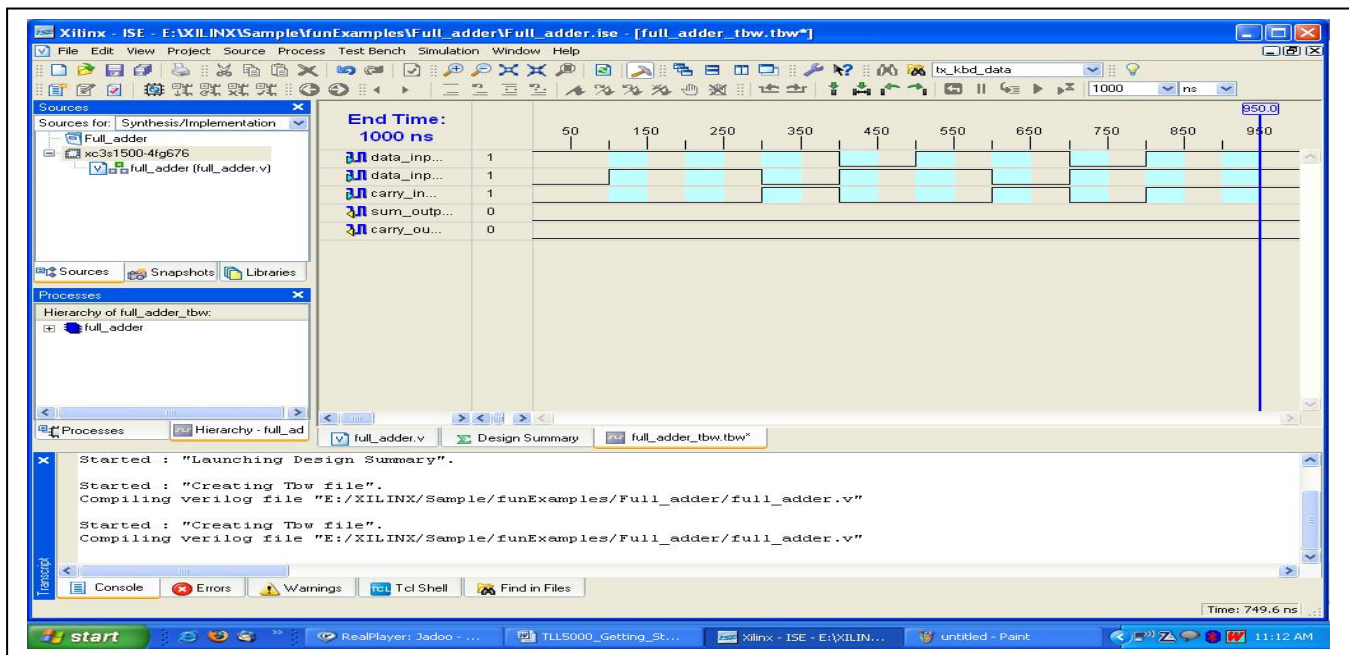 Xilinx - ISE - E:\XILINX\Sample\funExamples\Full_adder\Full_adder.ise - [full_adder_tbw.tbw*]
File Edit View Project Source Process Test Bench Simulation Window Help
tx_kbd_data
1000 ns
Sources
Sources for: Synthesis/Implementation
Full_adder
xc3s1500-4fg676
full_adder (full_adder.v)
Sources Snapshots Libraries
Processes
Hierarchy of full_adder_tbw:
full_adder
Processes Hierarchy - full_ad
End Time:
1000 ns
950.0
50 150 250 350 450 550 650 750 850 950
data_inp... 1
data_inp... 1
carry_in... 1
sum_outp... 0
carry_ou... 0
full_adder.v Design Summary full_adder_tbw.tbw*
Started : "Launching Design Summary".
Started : "Creating Tbw file".
Compiling verilog file "E:/XILINX/Sample/funExamples/Full_adder/full_adder.v"
Started : "Creating Tbw file".
Compiling verilog file "E:/XILINX/Sample/funExamples/Full_adder/full_adder.v"
Transcript
Console Errors Warnings Tcl Shell Find in Files
Time: 749.6 ns
start RealPlayer: Jadoo - ... TLL5000_Getting_St... Xilinx - ISE - E:\XILIN... untitled - Paint 11:12 AM